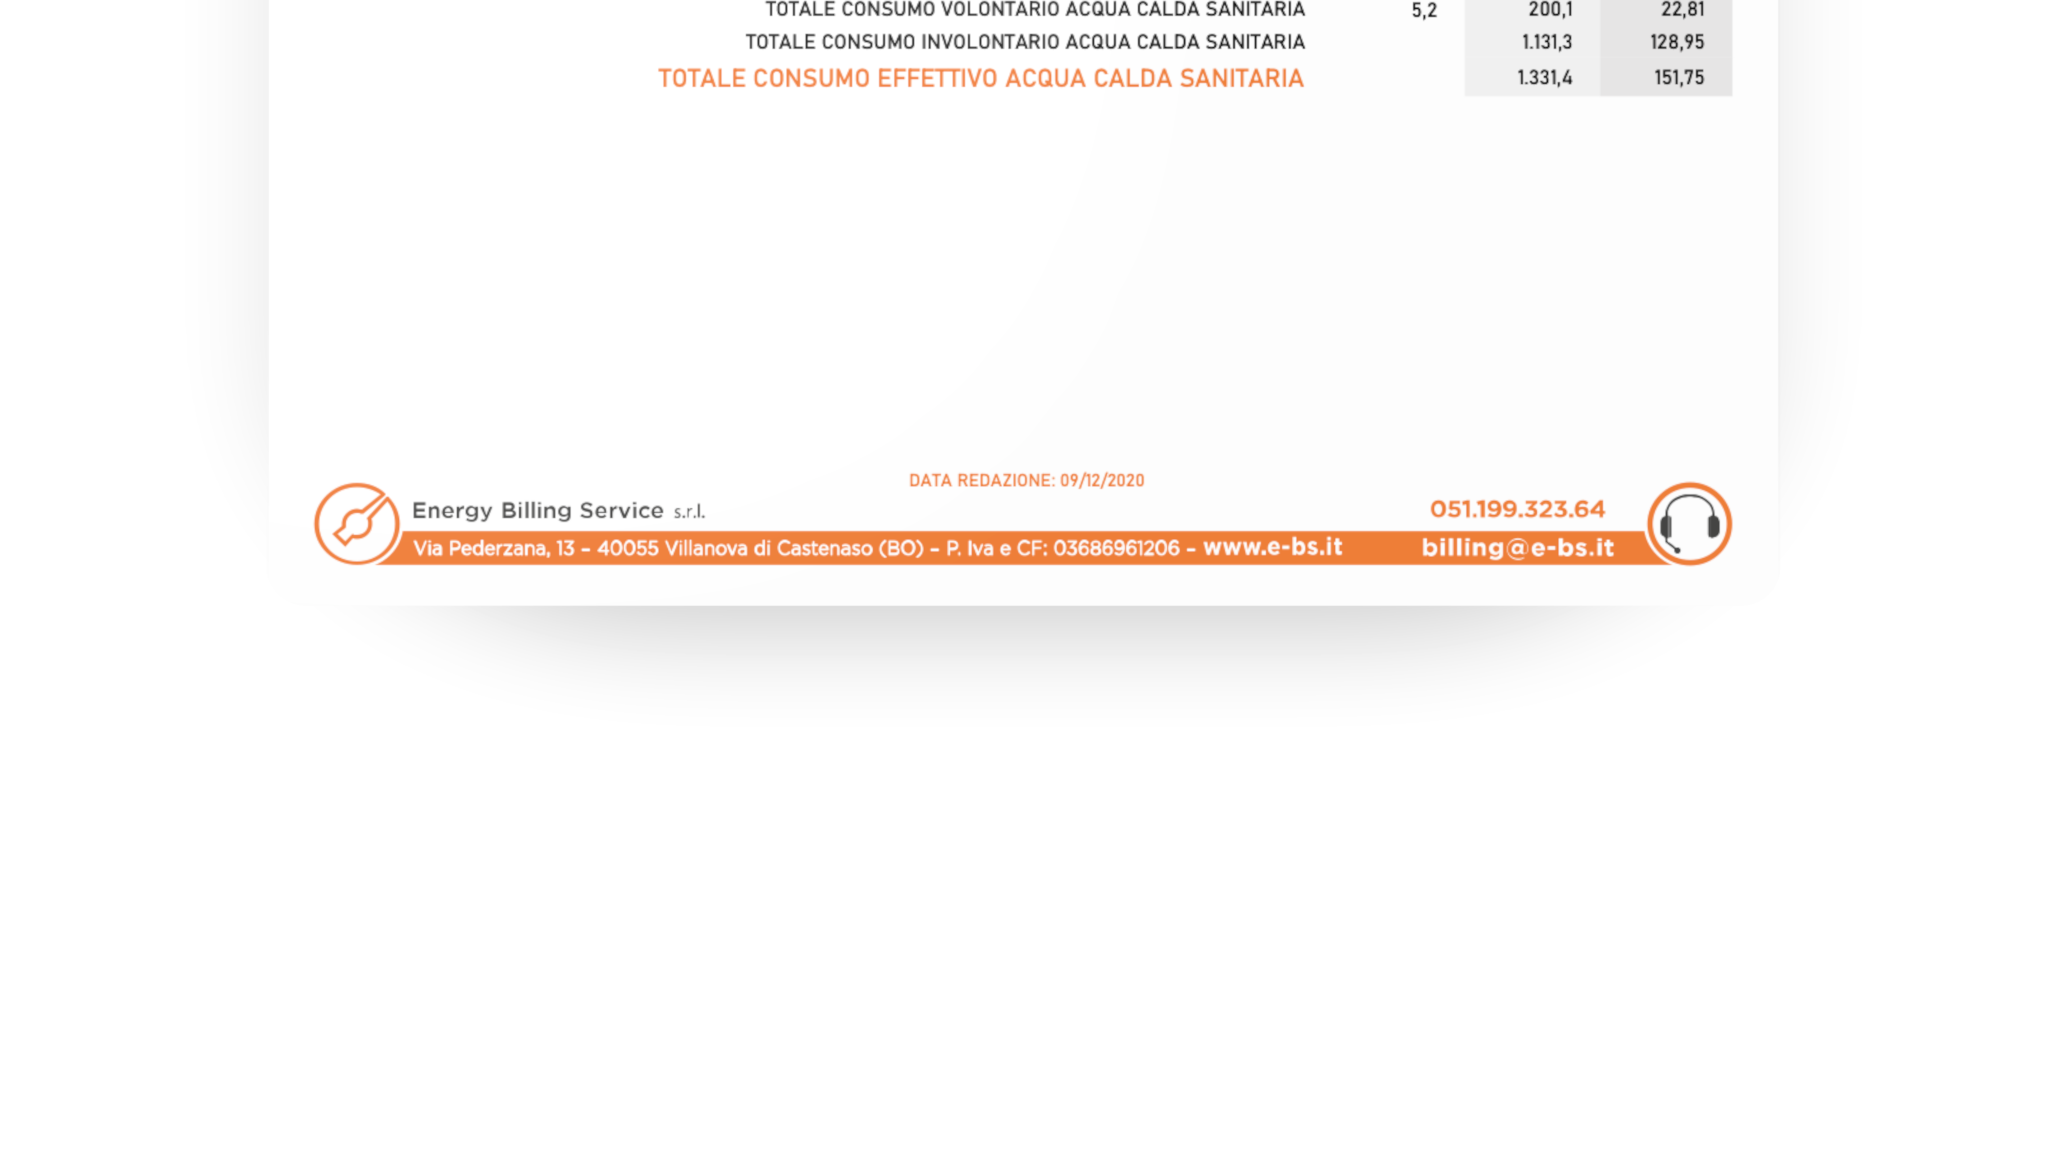 TOTALE CONSUMO VOLONTARIO ACQUA CALDA SANITARIA 5,2 200,1 22,81
TOTALE CONSUMO INVOLONTARIO ACQUA CALDA SANITARIA 1.131,3 128,95
TOTALE CONSUMO EFFETTIVO ACQUA CALDA SANITARIA 1.331,4 151,75
DATA REDAZIONE: 09/12/2020
Energy Billing Service s.r.l. 051.199.323.64
Via Pederzana, 13 – 40055 Villanova di Castenaso (BO) – P. Iva e CF: 03686961206 – www.e-bs.it billing@e-bs.it